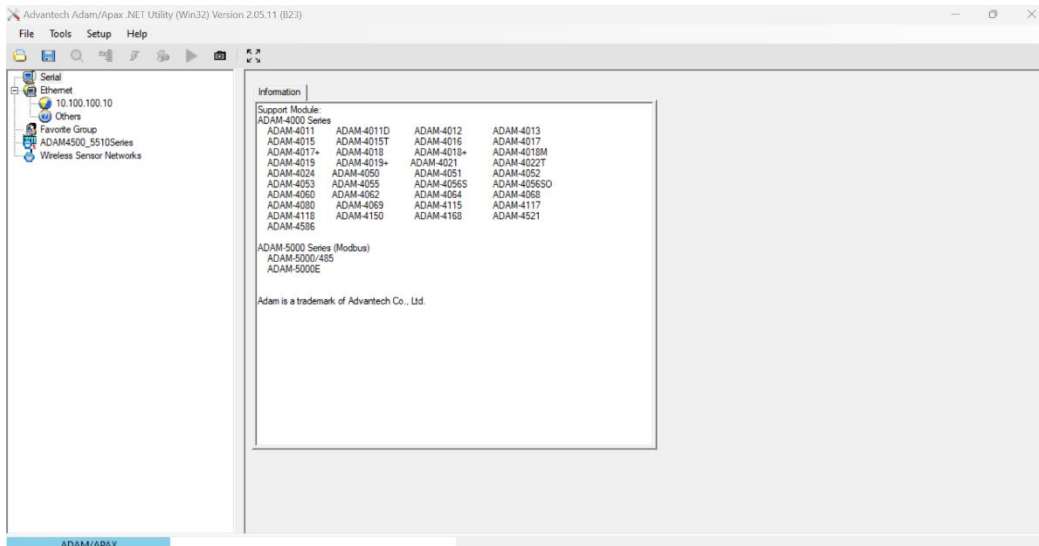 Advantech Adam/Apax .NET Utility (Win32) Version 2.05.11 (B23)
File Tools Setup Help
Serial
Ethernet
10.100.100.10
Others
Favorite Group
ADAM4500_5510Series
Wireless Sensor Networks
Information
Support Module:
ADAM-4000 Series
ADAM-4011 ADAM-4011D ADAM-4012 ADAM-4013
ADAM-4015 ADAM-4015T ADAM-4016 ADAM-4017
ADAM-4017+ ADAM-4018 ADAM-4018+ ADAM-4018M
ADAM-4019 ADAM-4019+ ADAM-4021 ADAM-4022T
ADAM-4024 ADAM-4050 ADAM-4051 ADAM-4052
ADAM-4053 ADAM-4055 ADAM-4056S ADAM-4056SO
ADAM-4060 ADAM-4062 ADAM-4064 ADAM-4068
ADAM-4080 ADAM-4069 ADAM-4115 ADAM-4117
ADAM-4118 ADAM-4150 ADAM-4168 ADAM-4521
ADAM-4586
ADAM-5000 Series (Modbus)
ADAM-5000/485
ADAM-5000E
Adam is a trademark of Advantech Co., Ltd.
ADAM/APAX